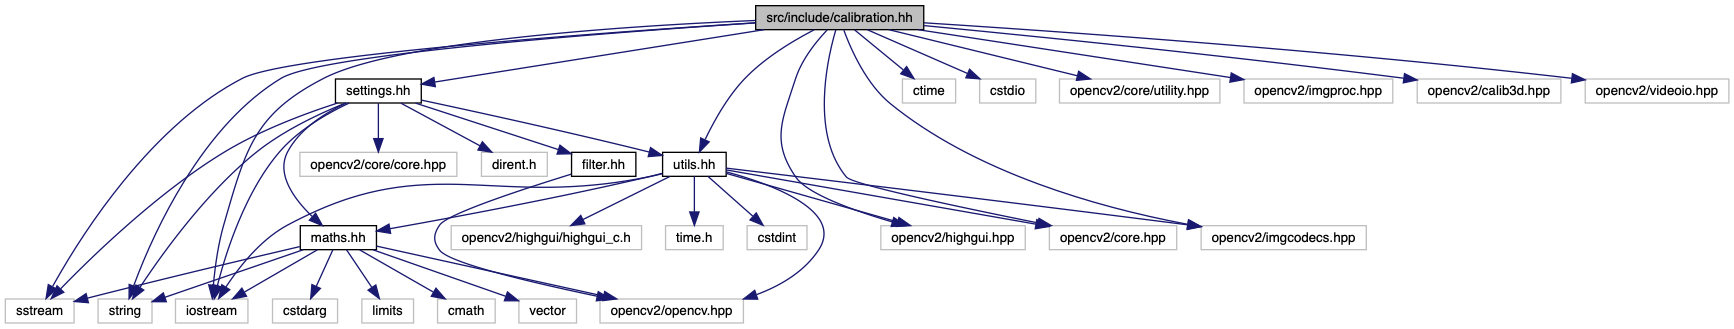 src/include/calibration.hh
settings.hh
ctime
cstdio
opencv2/core/utility.hpp
opencv2/imgproc.hpp
opencv2/calib3d.hpp
opencv2/videoio.hpp
opencv2/core/core.hpp
dirent.h
filter.hh
utils.hh
maths.hh
opencv2/highgui/highgui_c.h
time.h
cstdint
opencv2/highgui.hpp
opencv2/core.hpp
opencv2/imgcodecs.hpp
sstream
string
iostream
cstdarg
limits
cmath
vector
opencv2/opencv.hpp